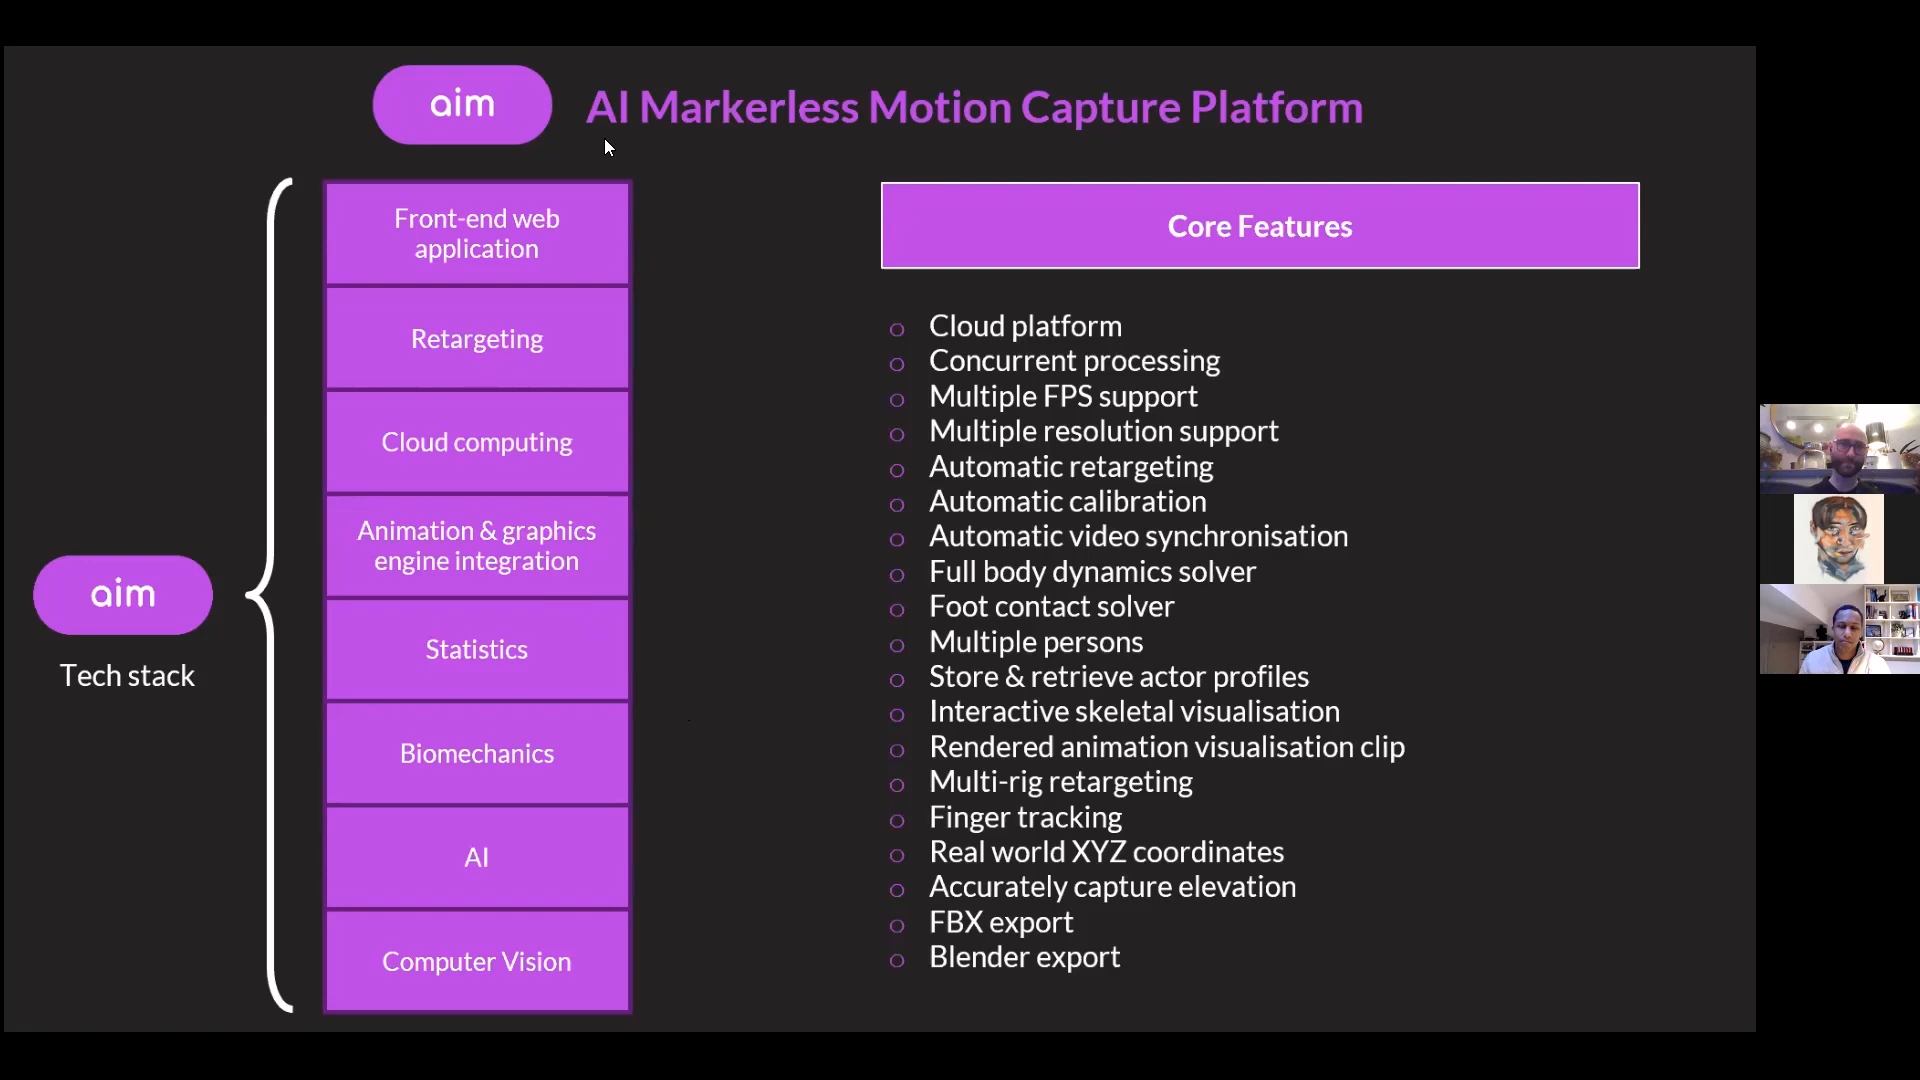 aim
AI Markerless Motion Capture Platform
Front-end web
application
Retargeting
Cloud computing
Animation & graphics
engine integration
Statistics
Biomechanics
AI
Computer Vision
aim
Tech stack
Core Features
Cloud platform
Concurrent processing
Multiple FPS support
Multiple resolution support
Automatic retargeting
Automatic calibration
Automatic video synchronisation
Full body dynamics solver
Foot contact solver
Multiple persons
Store & retrieve actor profiles
Interactive skeletal visualisation
Rendered animation visualisation clip
Multi-rig retargeting
Finger tracking
Real world XYZ coordinates
Accurately capture elevation
FBX export
Blender export